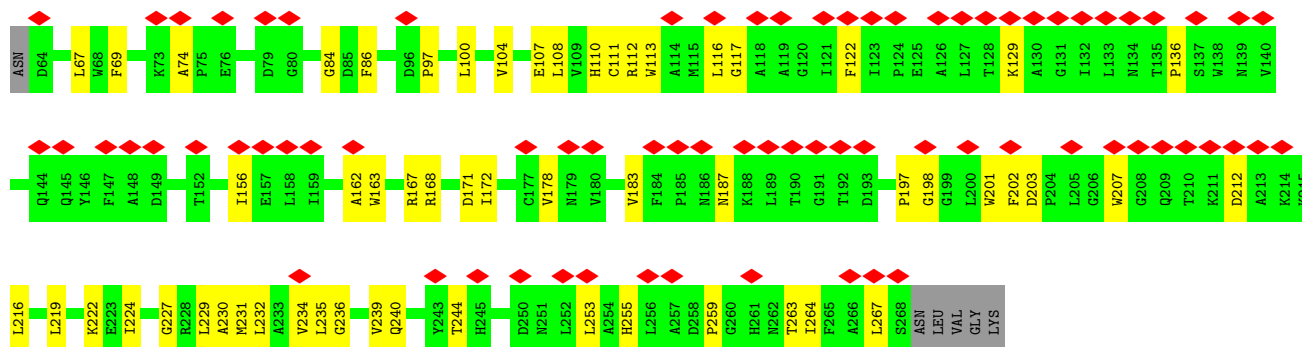 ASN D64 L67 W68 F69 K73 A74 P75 E76 D79 G80 G84 D85 F86 D96 P97 L100 V104 E107 L108 V109 H110 C111 R112 W113 A114 M115 L116 G117 A118 A119 G120 I121 F122 I123 P124 E125 A126 L127 T128 K129 A130 G131 I132 L133 N134 T135 P136 S137 W138 N139 V140
Q144 Q145 Y146 F147 A148 D149 T152 I156 E157 L158 I159 A162 W163 R167 R168 D171 I172 C177 V178 N179 V180 V183 F184 P185 N186 N187 K188 L189 T190 G191 T192 D193 P197 G198 G199 L200 W201 F202 D203 P204 L205 G206 W207 G208 Q209 T210 K211 D212 A213 K214
L216 L219 K222 E223 I224 G227 R228 L229 A230 M231 L232 A233 V234 L235 G236 V239 Q240 Y243 T244 H245 D250 N251 L252 L253 A254 H255 L256 A257 D258 P259 G260 H261 N262 T263 I264 F265 A266 L267 S268 ASN LEU VAL GLY LYS